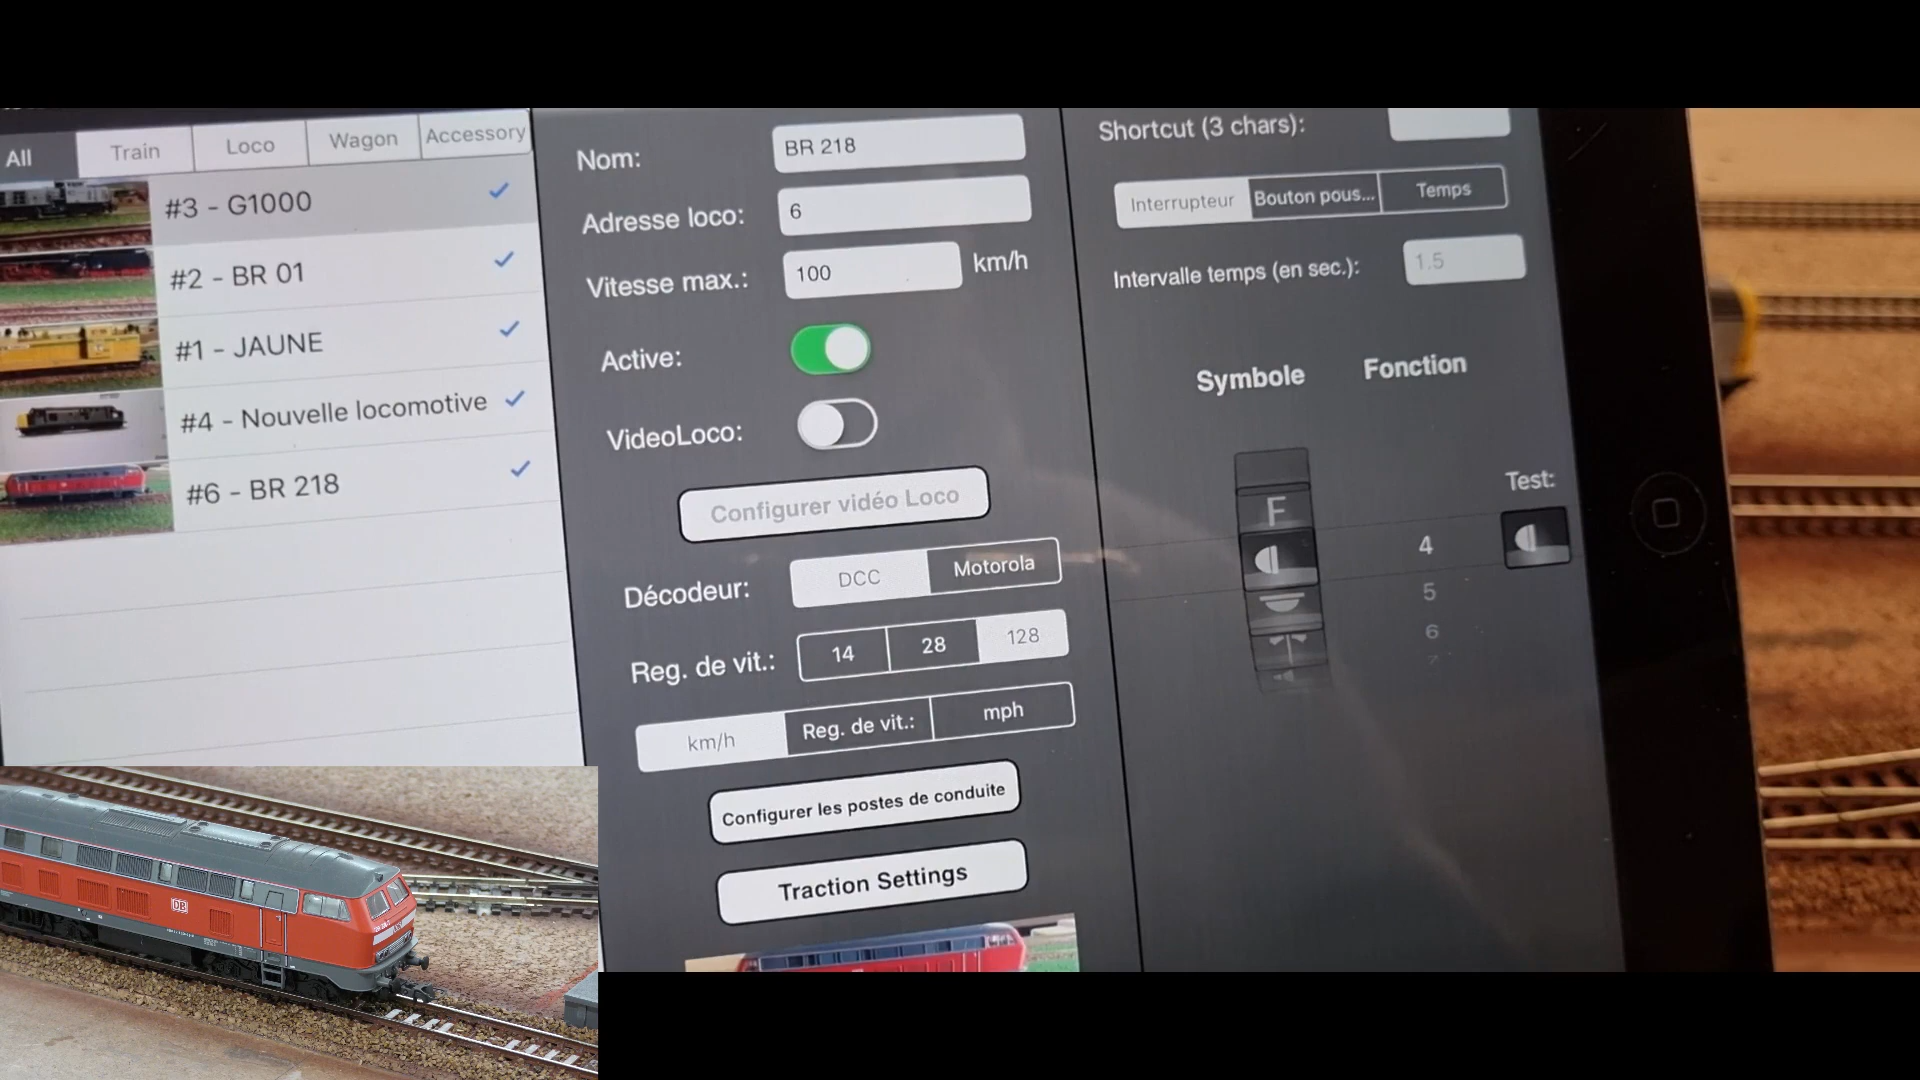 All
Train
Loco
Wagon
Accessory
#3 - G1000
#2 - BR 01
#1 - JAUNE
#4 - Nouvelle locomotive
#6 - BR 218
Nom:
BR 218
Adresse loco:
6
Vitesse max.:
100
km/h
Active:
VideoLoco:
Configurer vidéo Loco
Décodeur:
DCC
Motorola
Reg. de vit.:
14
28
128
km/h
Reg. de vit.:
mph
Configurer les postes de conduite
Traction Settings
Shortcut (3 chars):
Interrupteur
Bouton pous...
Temps
Intervalle temps (en sec.):
1.5
Symbole
Fonction
F
Test:
4
5
6
7
DB